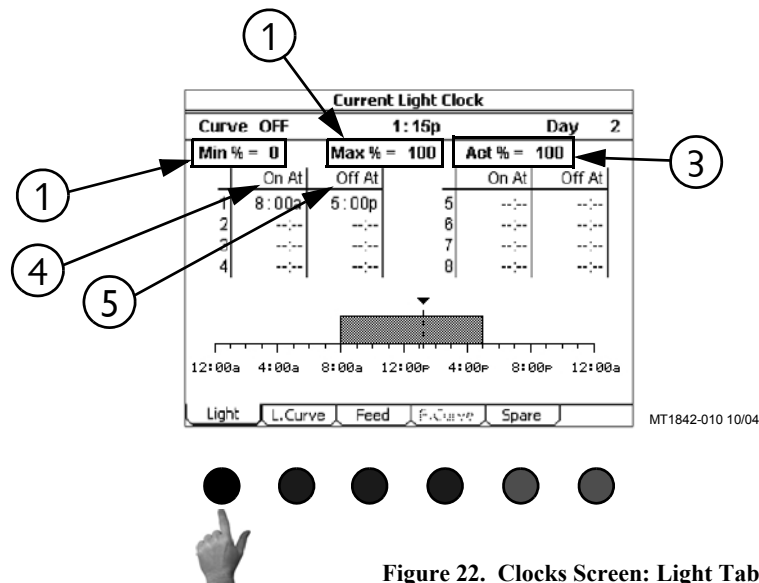 1
Current Light Clock
Curve OFF 1:15p Day 2
Min % = 0 Max % = 100 Act % = 100
3
On At Off At On At Off At
1
1 8:00a 5:00p 5 --:-- --:--
2 --:-- --:-- 6 --:-- --:--
3 --:-- --:-- 7 --:-- --:--
4 --:-- --:-- 8 --:-- --:--
4
5
12:00a 4:00a 8:00a 12:00P 4:00P 8:00P 12:00a
Light L.Curve Feed F.Curve Spare
MT1842-010 10/04
Figure 22. Clocks Screen: Light Tab